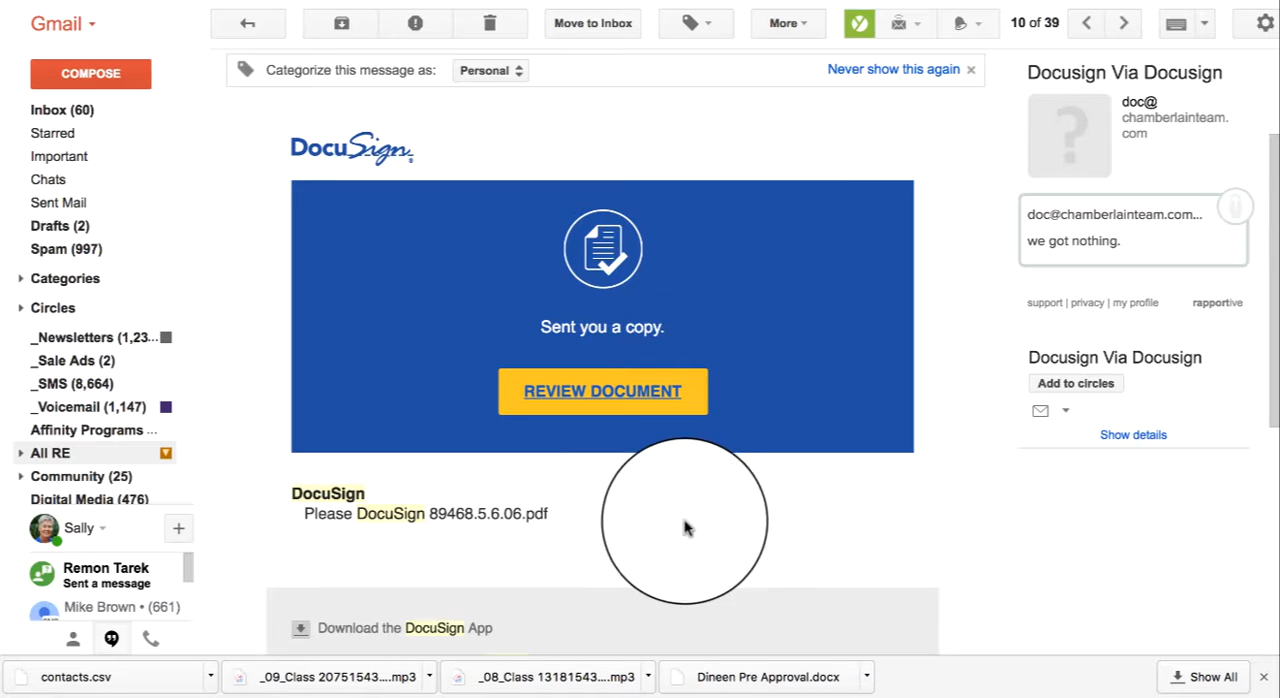 Gmail
Move to Inbox
More
10 of 39
COMPOSE
Inbox (60)
Starred
Important
Chats
Sent Mail
Drafts (2)
Spam (997)
Categories
Circles
_Newsletters (1,23...
_Sale Ads (2)
_SMS (8,664)
_Voicemail (1,147)
Affinity Programs ...
All RE
Community (25)
Digital Media (476)
Sally
Remon Tarek
Sent a message
Mike Brown • (661)
Categorize this message as:
Personal
Never show this again
DocuSign
Sent you a copy.
REVIEW DOCUMENT
DocuSign
Please DocuSign 89468.5.6.06.pdf
Download the DocuSign App
Docusign Via Docusign
doc@
chamberlainteam.
com
doc@chamberlainteam.com...
we got nothing.
support | privacy | my profile
rapportive
Docusign Via Docusign
Add to circles
Show details
contacts.csv
_09_Class 20751543....mp3
_08_Class 13181543....mp3
Dineen Pre Approval.docx
Show All